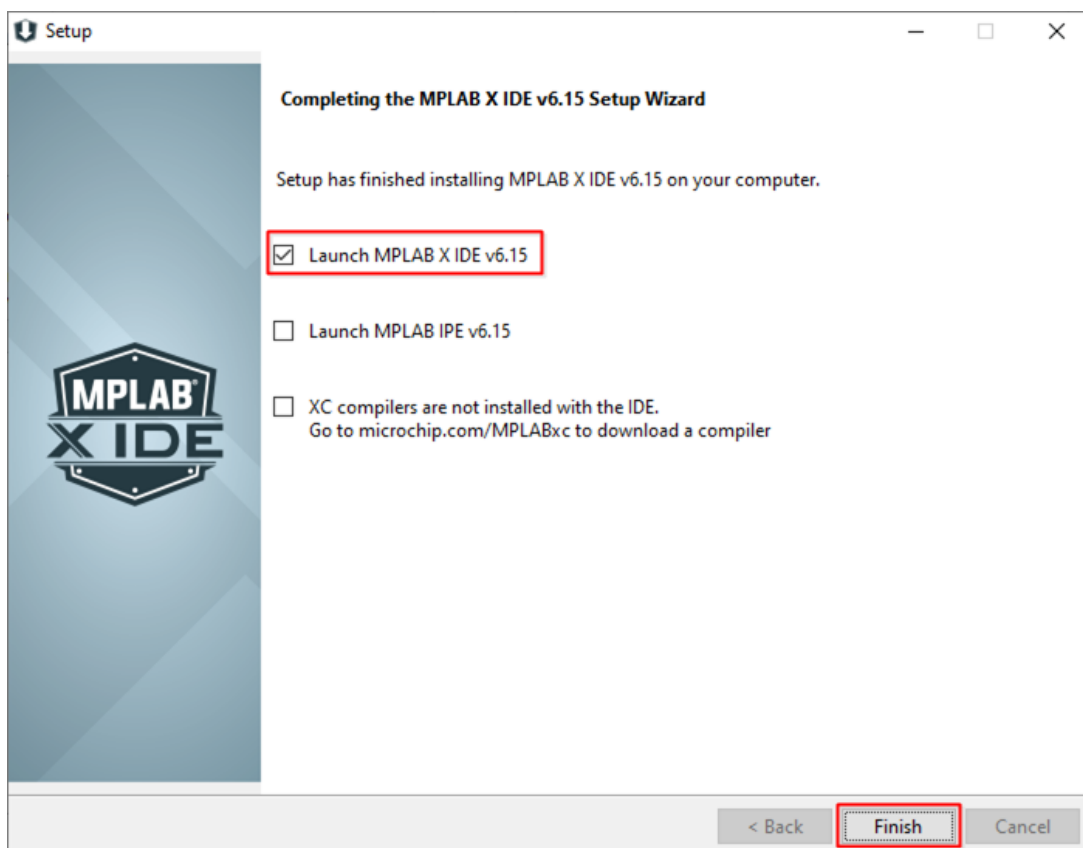 Setup
Completing the MPLAB X IDE v6.15 Setup Wizard
Setup has finished installing MPLAB X IDE v6.15 on your computer.
Launch MPLAB X IDE v6.15
Launch MPLAB IPE v6.15
MPLAB®
X IDE
XC compilers are not installed with the IDE.
Go to microchip.com/MPLABxc to download a compiler
< Back Finish Cancel